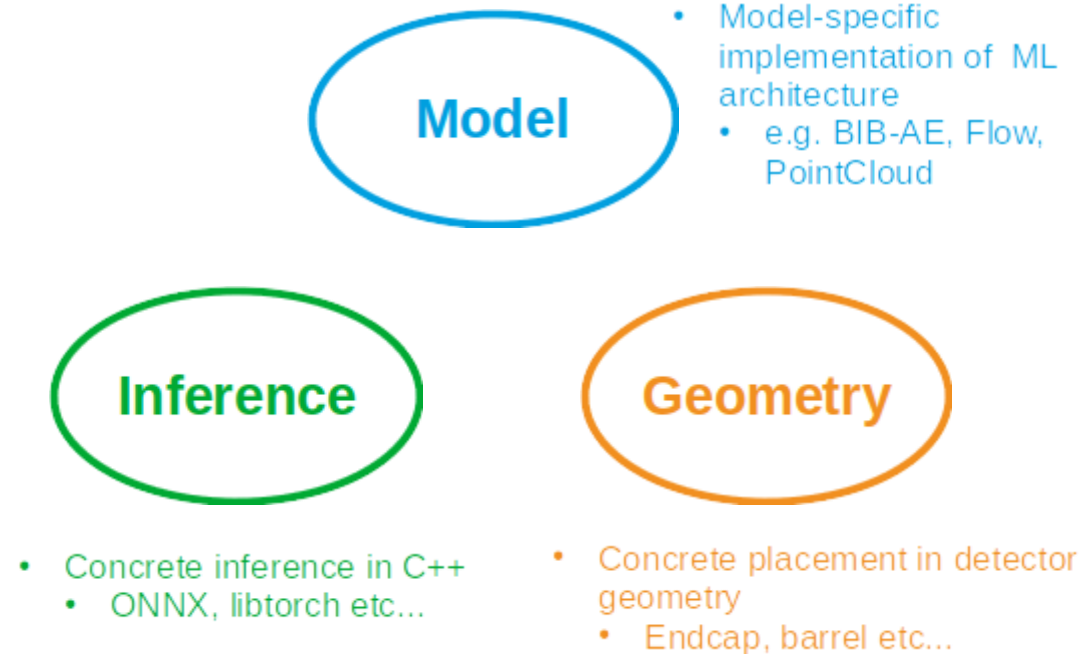 Model
• Model-specific
implementation of ML
architecture
• e.g. BIB-AE, Flow,
PointCloud
Inference
Geometry
• Concrete inference in C++
• ONNX, libtorch etc...
• Concrete placement in detector
geometry
• Endcap, barrel etc...